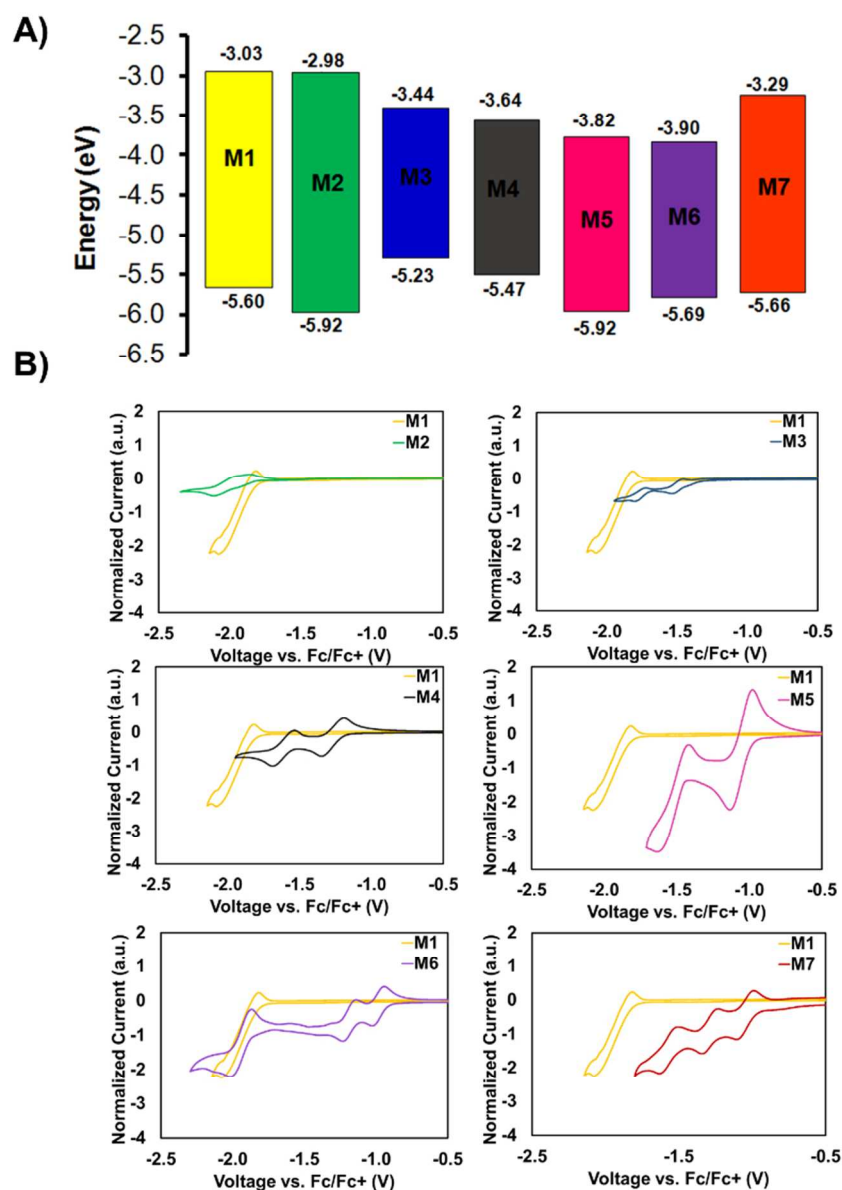 A)
Energy (eV)
-2.5
-3.0
-3.5
-4.0
-4.5
-5.0
-5.5
-6.0
-6.5
-3.03
-2.98
-3.44
-3.64
-3.82
-3.90
-3.29
M1
M2
M3
M4
M5
M6
M7
-5.60
-5.92
-5.23
-5.47
-5.92
-5.69
-5.66
B)
Normalized Current (a.u.)
2
1
0
-1
-2
-3
-4
M1
M2
-2.5 -2.0 -1.5 -1.0 -0.5
Voltage vs. Fc/Fc+ (V)
Normalized Current (a.u.)
2
1
0
-1
-2
-3
-4
M1
M3
-2.5 -2.0 -1.5 -1.0 -0.5
Voltage vs. Fc/Fc+ (V)
Normalized Current (a.u.)
2
1
0
-1
-2
-3
-4
M1
M4
-2.5 -2.0 -1.5 -1.0 -0.5
Voltage vs. Fc/Fc+ (V)
Normalized Current (a.u.)
2
1
0
-1
-2
-3
-4
M1
M5
-2.5 -2.0 -1.5 -1.0 -0.5
Voltage vs. Fc/Fc+ (V)
Normalized Current (a.u.)
2
1
0
-1
-2
-3
-4
M1
M6
-2.5 -2.0 -1.5 -1.0 -0.5
Voltage vs. Fc/Fc+ (V)
Normalized Current (a.u.)
2
1
0
-1
-2
-3
-4
M1
M7
-2.5 -2.0 -1.5 -1.0 -0.5
Voltage vs. Fc/Fc+ (V)